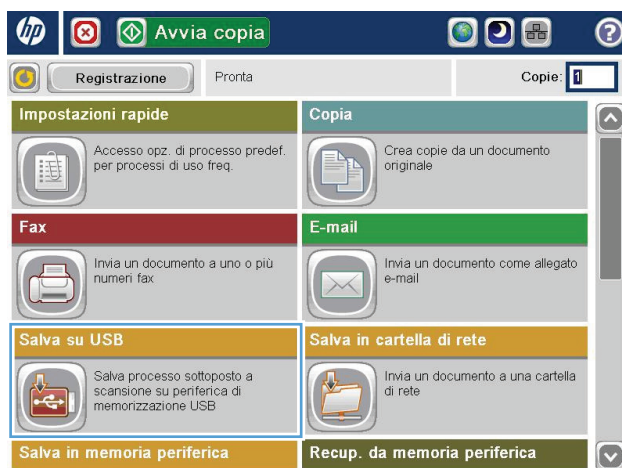 hp
Avvia copia
?
Registrazione
Pronta
Copie: 1
Impostazioni rapide
Accesso opz. di processo predef.
per processi di uso freq.
Copia
Crea copie da un documento
originale
Fax
Invia un documento a uno o più
numeri fax
E-mail
Invia un documento come allegato
e-mail
Salva su USB
Salva processo sottoposto a
scansione su periferica di
memorizzazione USB
Salva in cartella di rete
Invia un documento a una cartella
di rete
Salva in memoria periferica
Recup. da memoria periferica